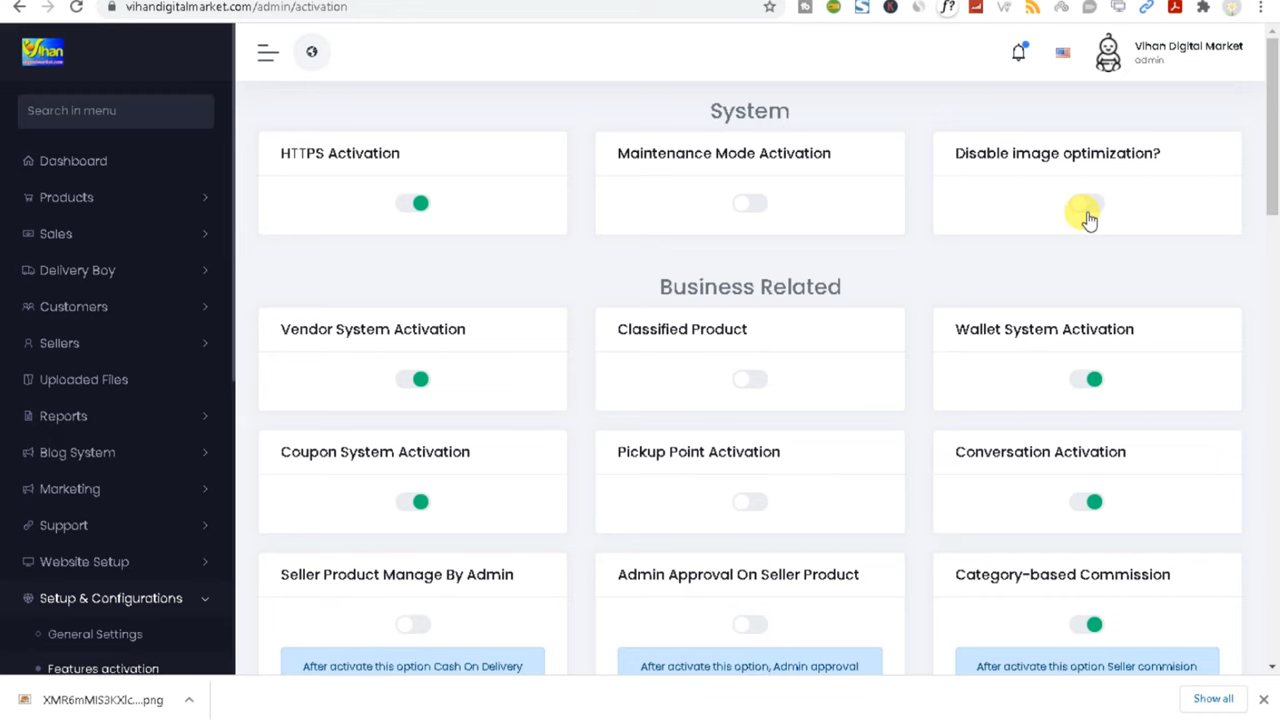 vihandigitalmarket.com/admin/activation
f?
Vihan
Vihan Digital Market
admin
Search in menu
Dashboard
Products
Sales
Delivery Boy
Customers
Sellers
Uploaded Files
Reports
Blog System
Marketing
Support
Website Setup
Setup & Configurations
General Settings
Features activation
System
HTTPS Activation
Maintenance Mode Activation
Disable image optimization?
Business Related
Vendor System Activation
Classified Product
Wallet System Activation
Coupon System Activation
Pickup Point Activation
Conversation Activation
Seller Product Manage By Admin
Admin Approval On Seller Product
Category-based Commission
After activate this option Cash On Delivery
After activate this option, Admin approval
After activate this option Seller commision
XMR6mMIS3KXlc....png
Show all